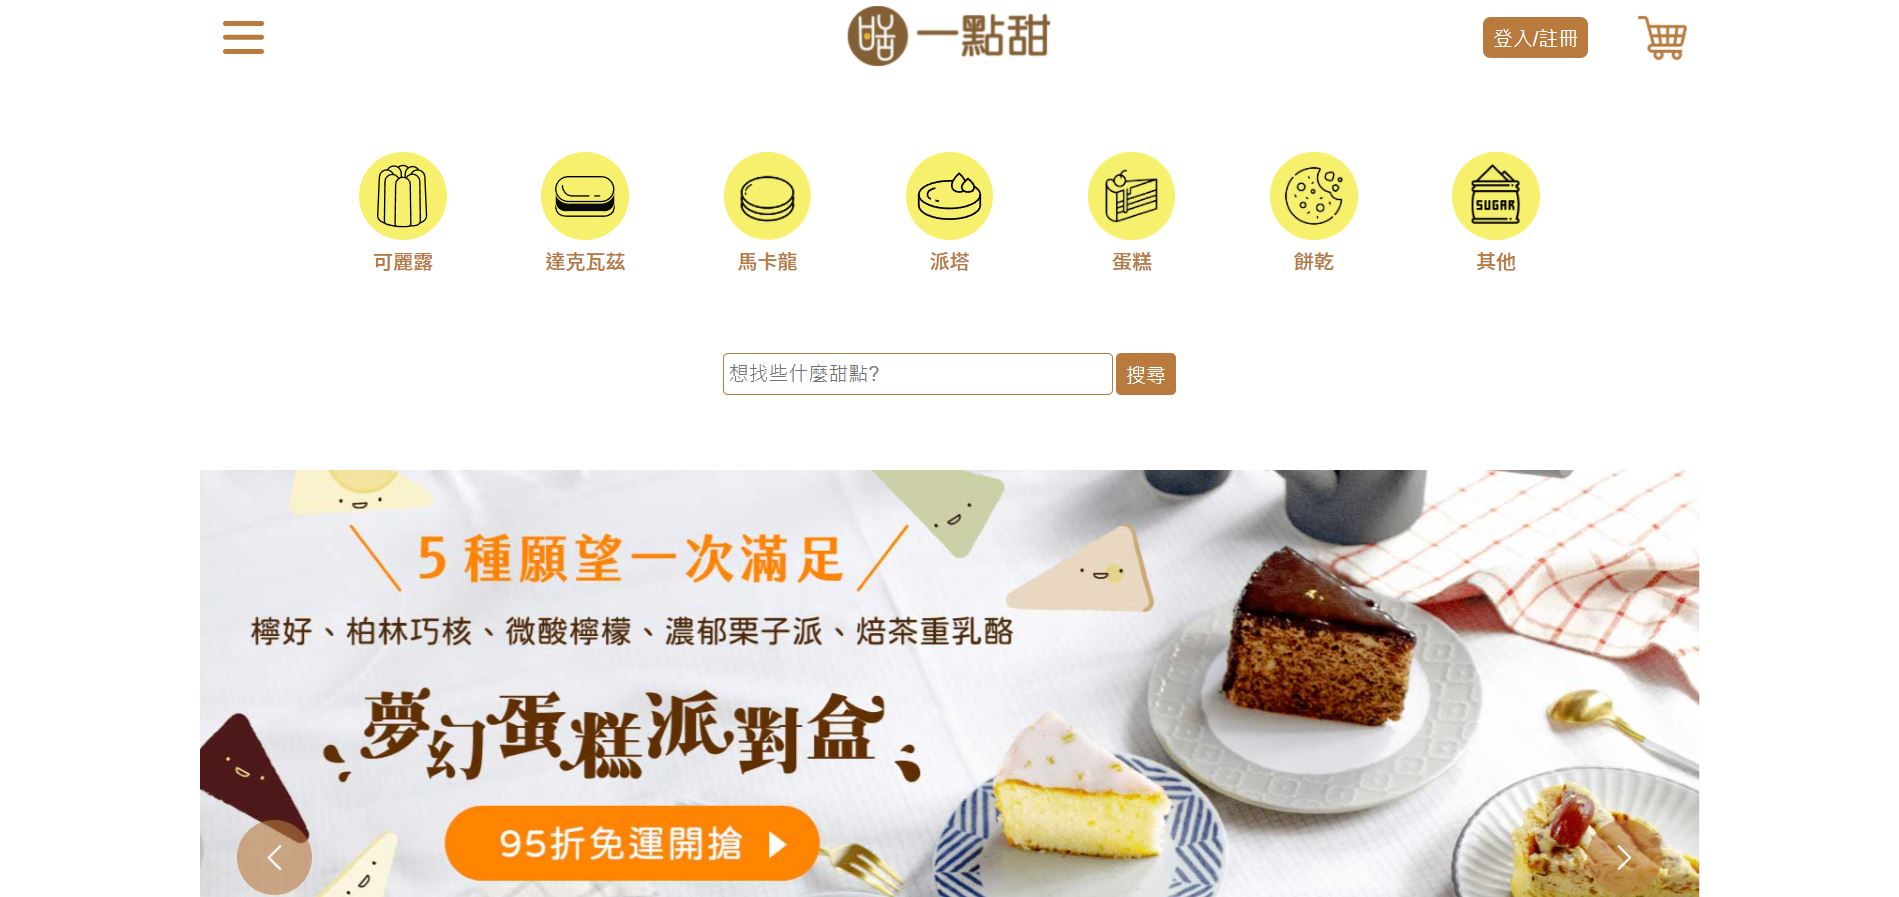 一點甜
登入/註冊
SUGAR
可麗露
達克瓦茲
馬卡龍
派塔
蛋糕
餅乾
其他
想找些什麼甜點?
搜尋
5種願望一次滿足
檸好、柏林巧核、微酸檸檬、濃郁栗子派、焙茶重乳酪
夢幻蛋糕派對盒
95折免運開搶